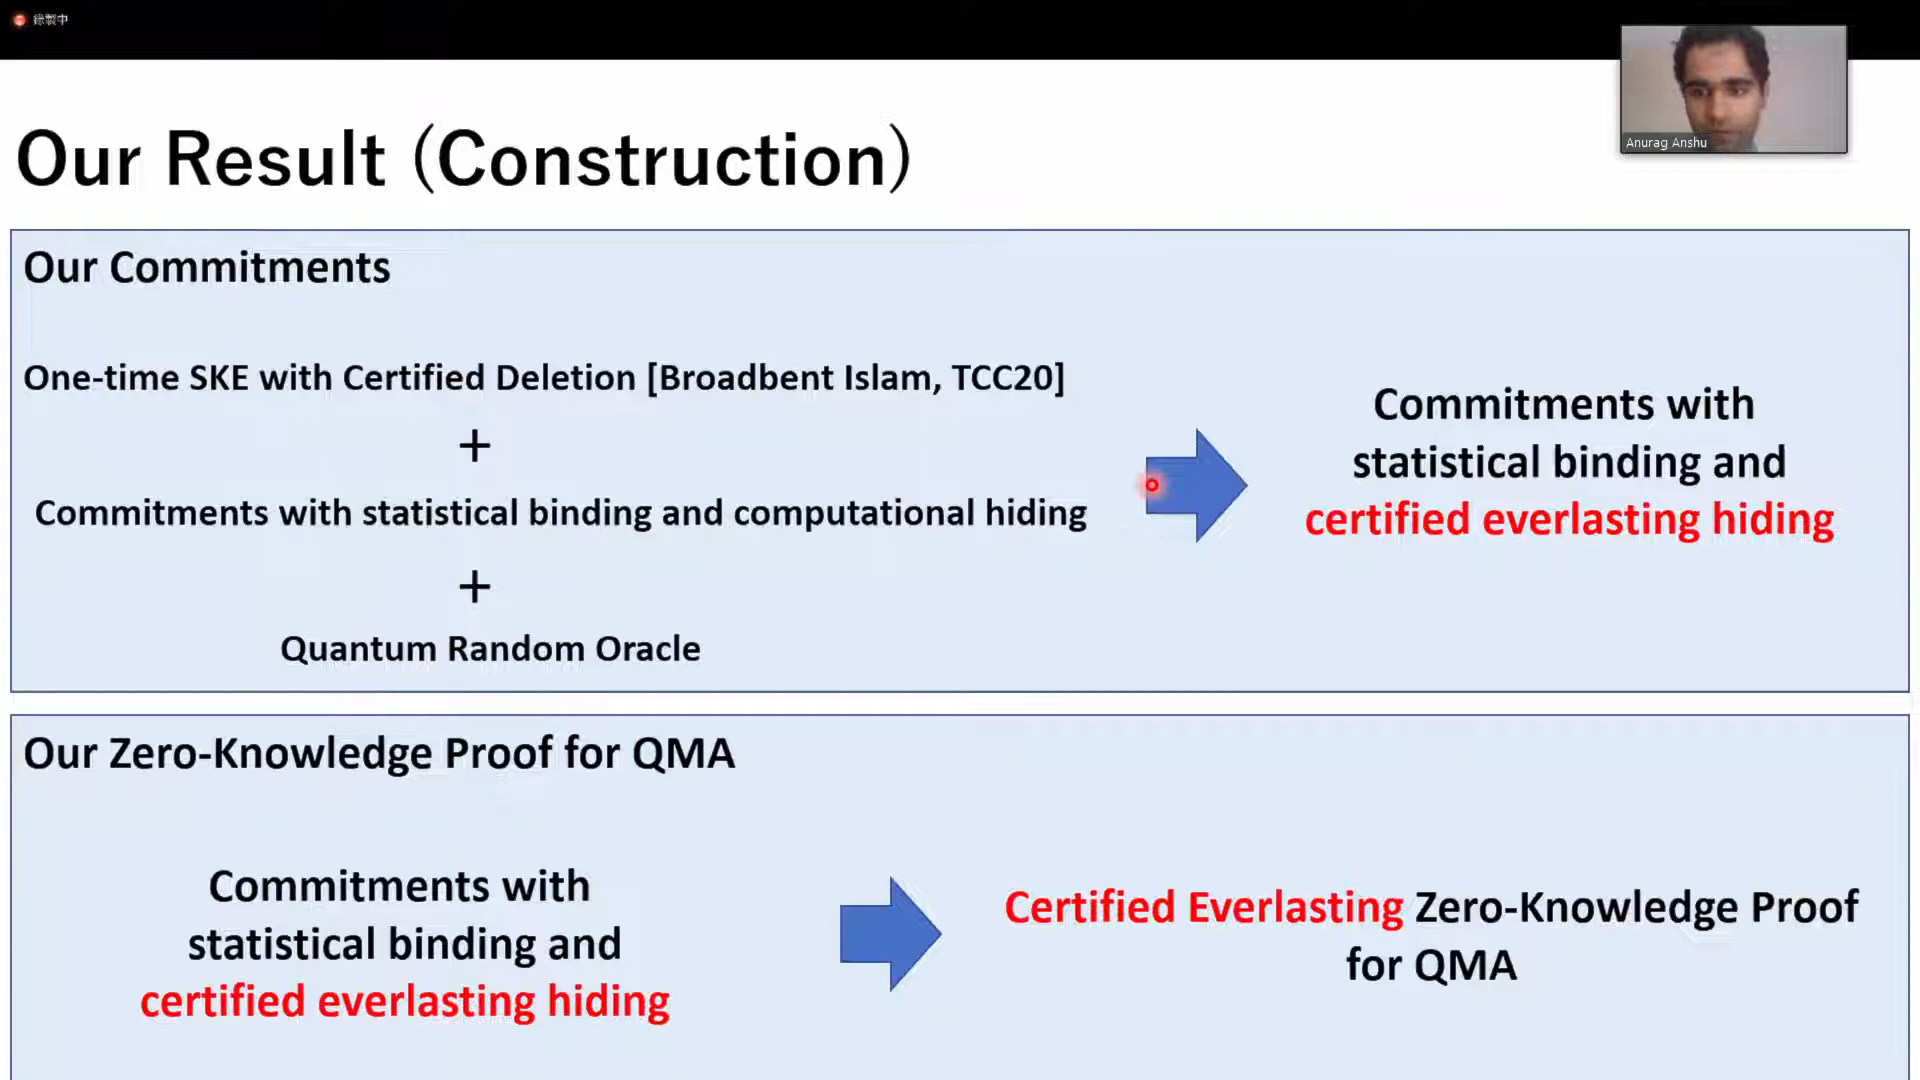 錄製中
Anurag Anshu
Our Result (Construction)
Our Commitments
One-time SKE with Certified Deletion [Broadbent Islam, TCC20]
+
Commitments with statistical binding and computational hiding
+
Quantum Random Oracle
Commitments with
statistical binding and
certified everlasting hiding
Our Zero-Knowledge Proof for QMA
Commitments with
statistical binding and
certified everlasting hiding
Certified Everlasting Zero-Knowledge Proof
for QMA